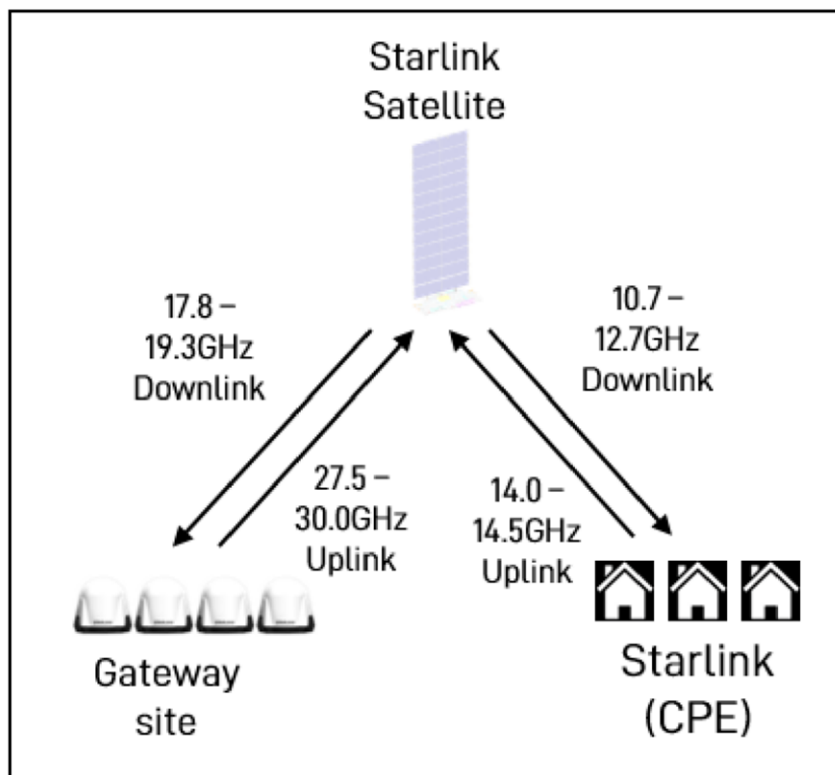 Starlink
Satellite
17.8 –
19.3GHz
Downlink
10.7 –
12.7GHz
Downlink
27.5 –
30.0GHz
Uplink
14.0 –
14.5GHz
Uplink
Gateway
site
Starlink
(CPE)